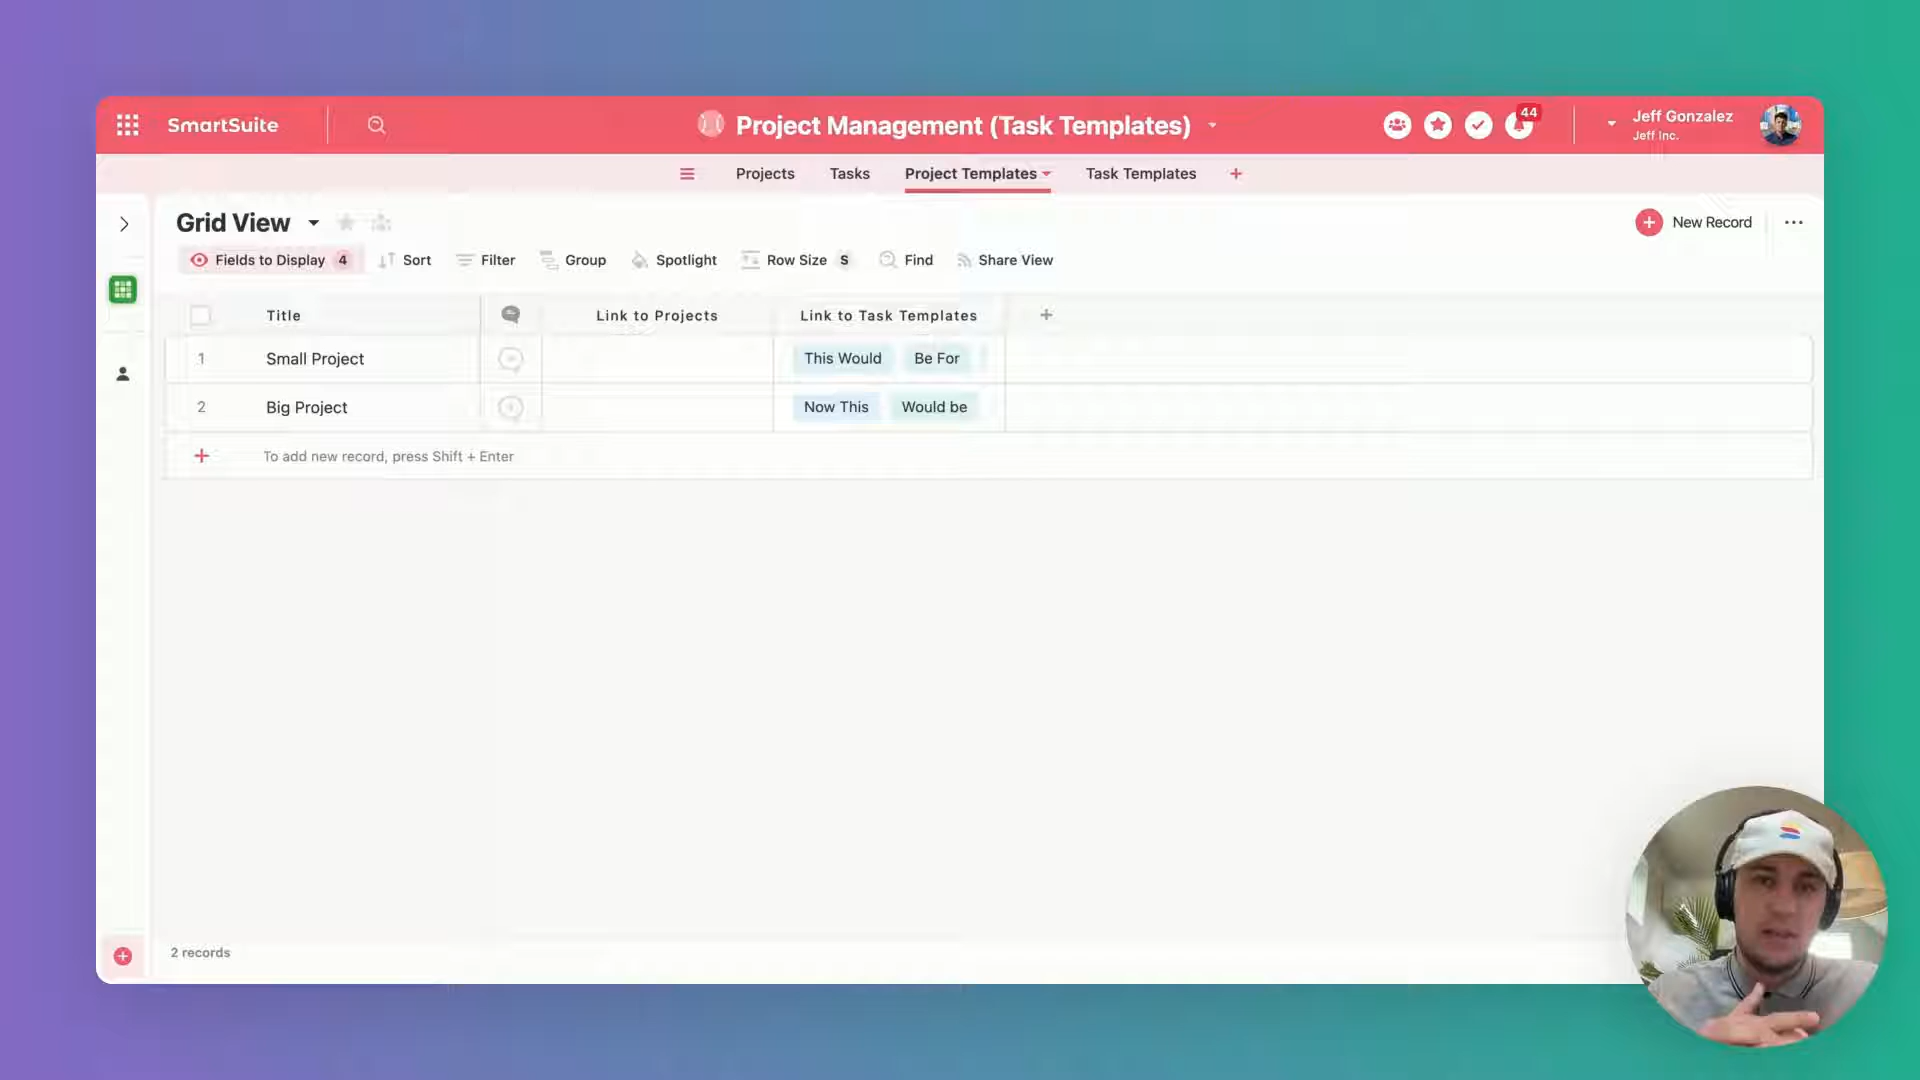 SmartSuite
Project Management (Task Templates)
44
Jeff Gonzalez
Jeff Inc.
Projects
Tasks
Project Templates
Task Templates
Grid View
New Record
Fields to Display 4
Sort
Filter
Group
Spotlight
Row Size S
Find
Share View
Title
Link to Projects
Link to Task Templates
1
Small Project
This Would
Be For
2
Big Project
Now This
Would be
To add new record, press Shift + Enter
2 records